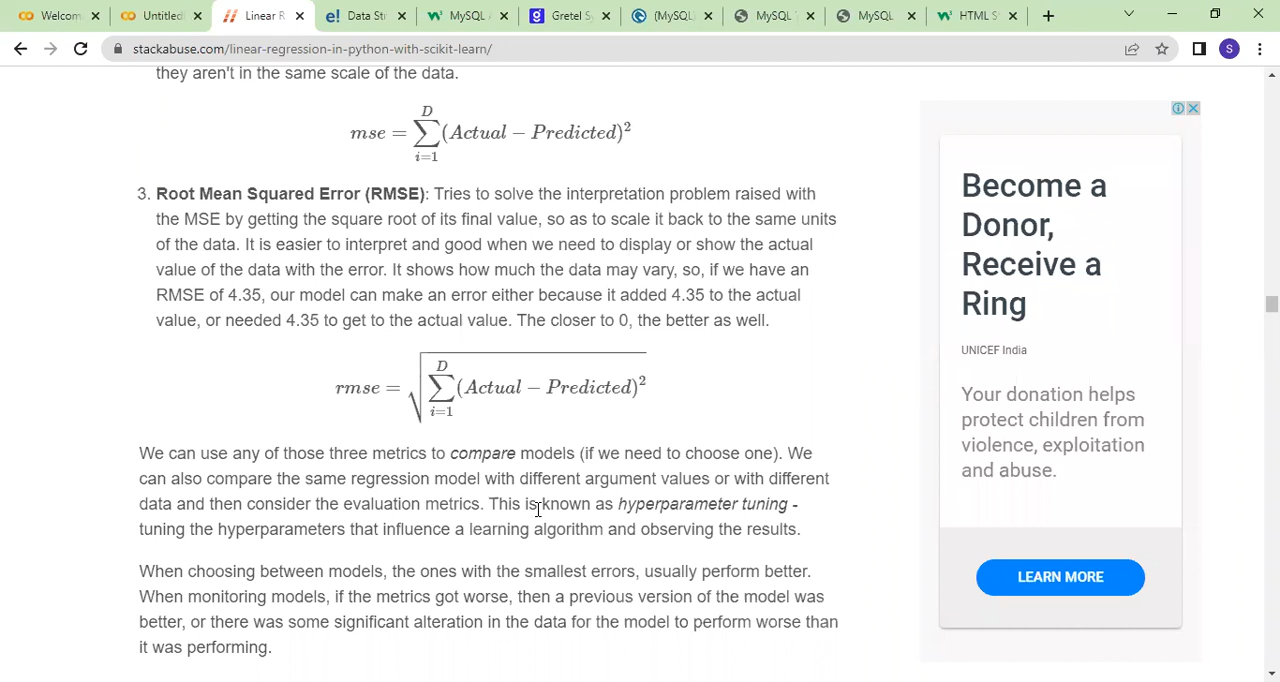 Welcom
Untitled
Linear R
Data Str
MySQL A
Gretel Sy
(MySQL
MySQL T
MySQL
HTML St
stackabuse.com/linear-regression-in-python-with-scikit-learn/
S
they aren't in the same scale of the data.
mse = ∑_{i=1}^{D} (Actual − Predicted)²
3. Root Mean Squared Error (RMSE): Tries to solve the interpretation problem raised with
the MSE by getting the square root of its final value, so as to scale it back to the same units
of the data. It is easier to interpret and good when we need to display or show the actual
value of the data with the error. It shows how much the data may vary, so, if we have an
RMSE of 4.35, our model can make an error either because it added 4.35 to the actual
value, or needed 4.35 to get to the actual value. The closer to 0, the better as well.
rmse = √∑_{i=1}^{D} (Actual − Predicted)²
We can use any of those three metrics to compare models (if we need to choose one). We
can also compare the same regression model with different argument values or with different
data and then consider the evaluation metrics. This is known as hyperparameter tuning -
tuning the hyperparameters that influence a learning algorithm and observing the results.
When choosing between models, the ones with the smallest errors, usually perform better.
When monitoring models, if the metrics got worse, then a previous version of the model was
better, or there was some significant alteration in the data for the model to perform worse than
it was performing.
Become a
Donor,
Receive a
Ring
UNICEF India
Your donation helps
protect children from
violence, exploitation
and abuse.
LEARN MORE